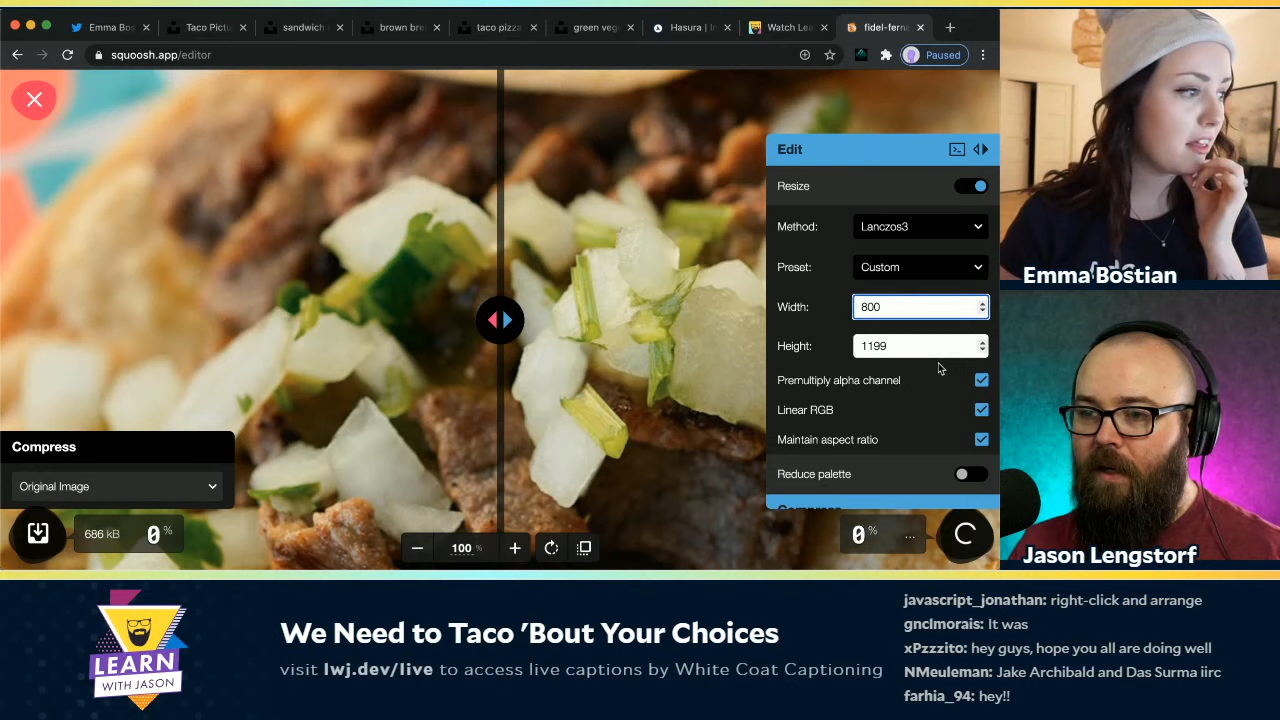 Emma Bos
Taco Pictu
sandwich
brown bre
taco pizza
green veg
Hasura | In
Watch Lea
fidel-ferna
squoosh.app/editor
Paused
Edit
Resize
Method:
Lanczos3
Preset:
Custom
Width:
800
Height:
1199
Premultiply alpha channel
Linear RGB
Maintain aspect ratio
Reduce palette
Compress
Original Image
686 kB 0 %
100 %
0 % ...
Emma Bostian
Jason Lengstorf
LEARN
WITH JASON
We Need to Taco 'Bout Your Choices
visit lwj.dev/live to access live captions by White Coat Captioning
javascript_jonathan: right-click and arrange
gnclmorais: It was
xPzzzito: hey guys, hope you all are doing well
NMeuleman: Jake Archibald and Das Surma iirc
farhia_94: hey!!